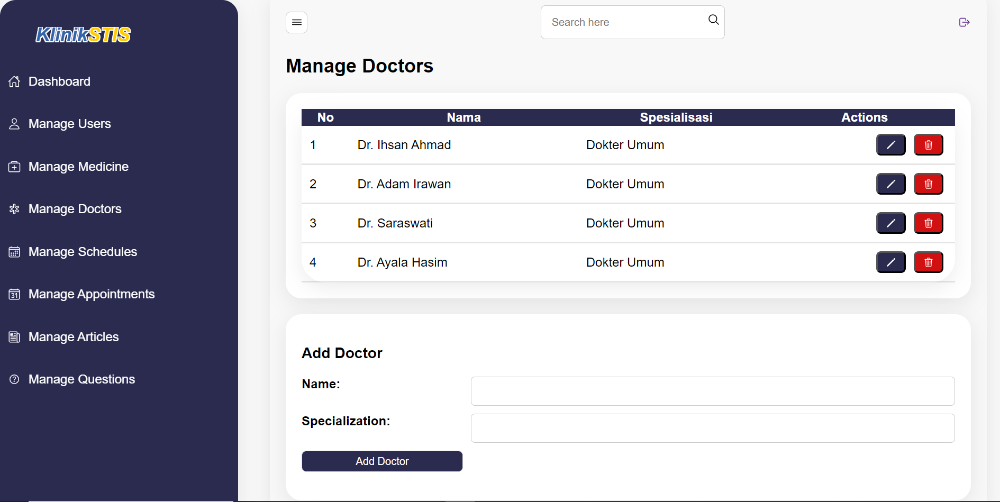 KlinikSTIS
Dashboard
Manage Users
Manage Medicine
Manage Doctors
Manage Schedules
31 Manage Appointments
Manage Articles
Manage Questions
Search here
Manage Doctors
No Nama Spesialisasi Actions
1 Dr. Ihsan Ahmad Dokter Umum
2 Dr. Adam Irawan Dokter Umum
3 Dr. Saraswati Dokter Umum
4 Dr. Ayala Hasim Dokter Umum
Add Doctor
Name:
Specialization:
Add Doctor